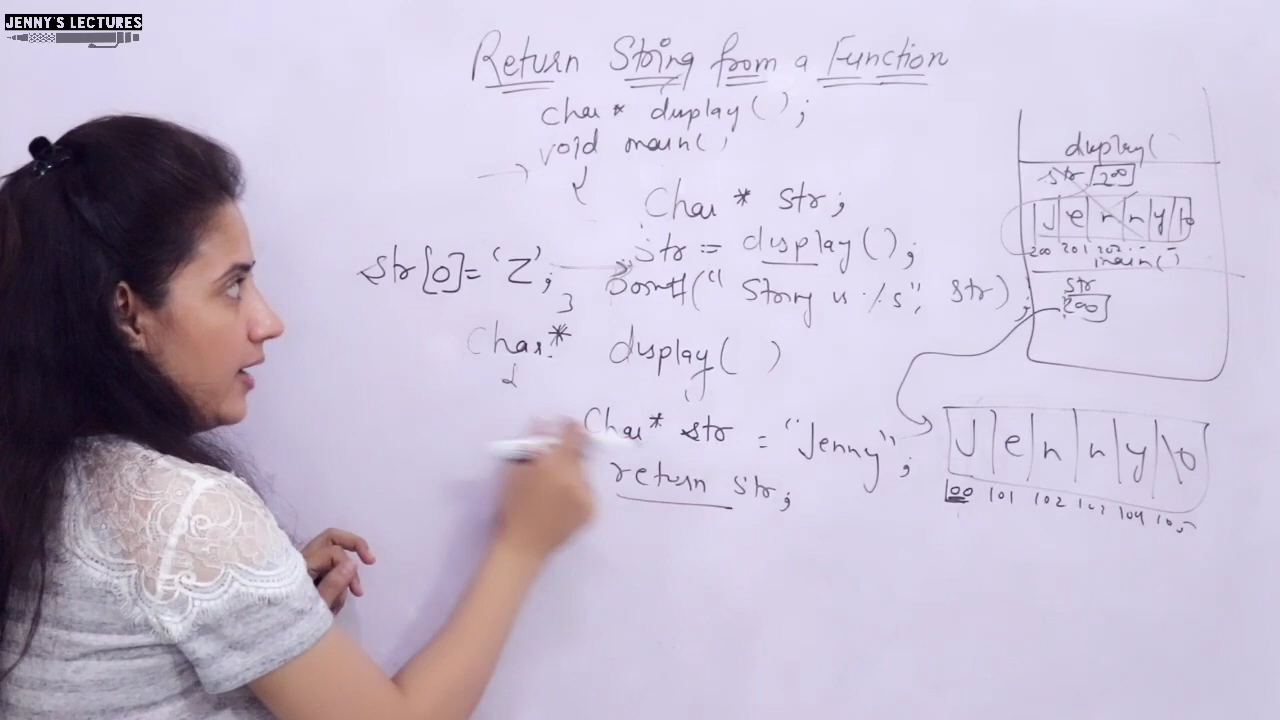 JENNY'S LECTURES
Return String from a Function
char* display();
void main()
{
Char * str;
str = display();
str[0]= 'Z';
printf(" String is %s", str);
}
Char* display( )
{
Char* str = "Jenny";
return str;
display(
str 200
J e n n y \0
200 201 202
main()
str
200
J e n n y \0
100 101 102 103 104 105